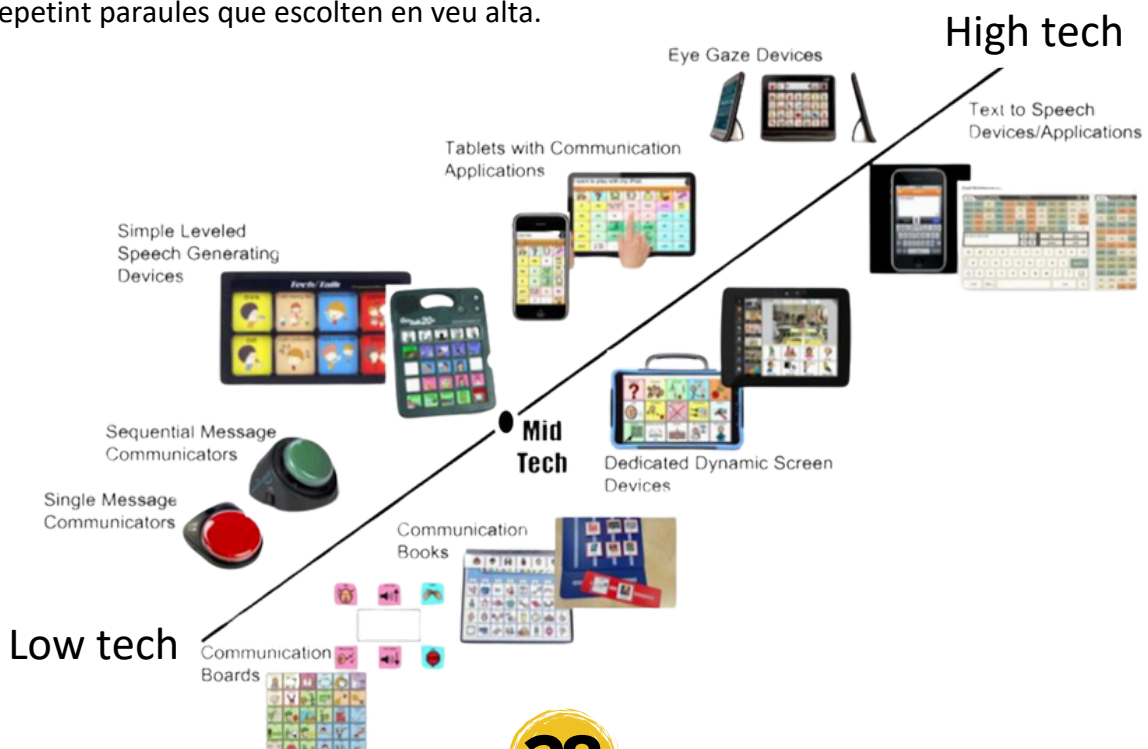 epetint paraules que escolten en veu alta.
High tech
Eye Gaze Devices
Text to Speech
Devices/Applications
Tablets with Communication
Applications
Simple Leveled
Speech Generating
Devices
Tech/Talk
Sequential Message
Communicators
Mid
Tech
Dedicated Dynamic Screen
Devices
Single Message
Communicators
Communication
Books
Low tech
Communication
Boards